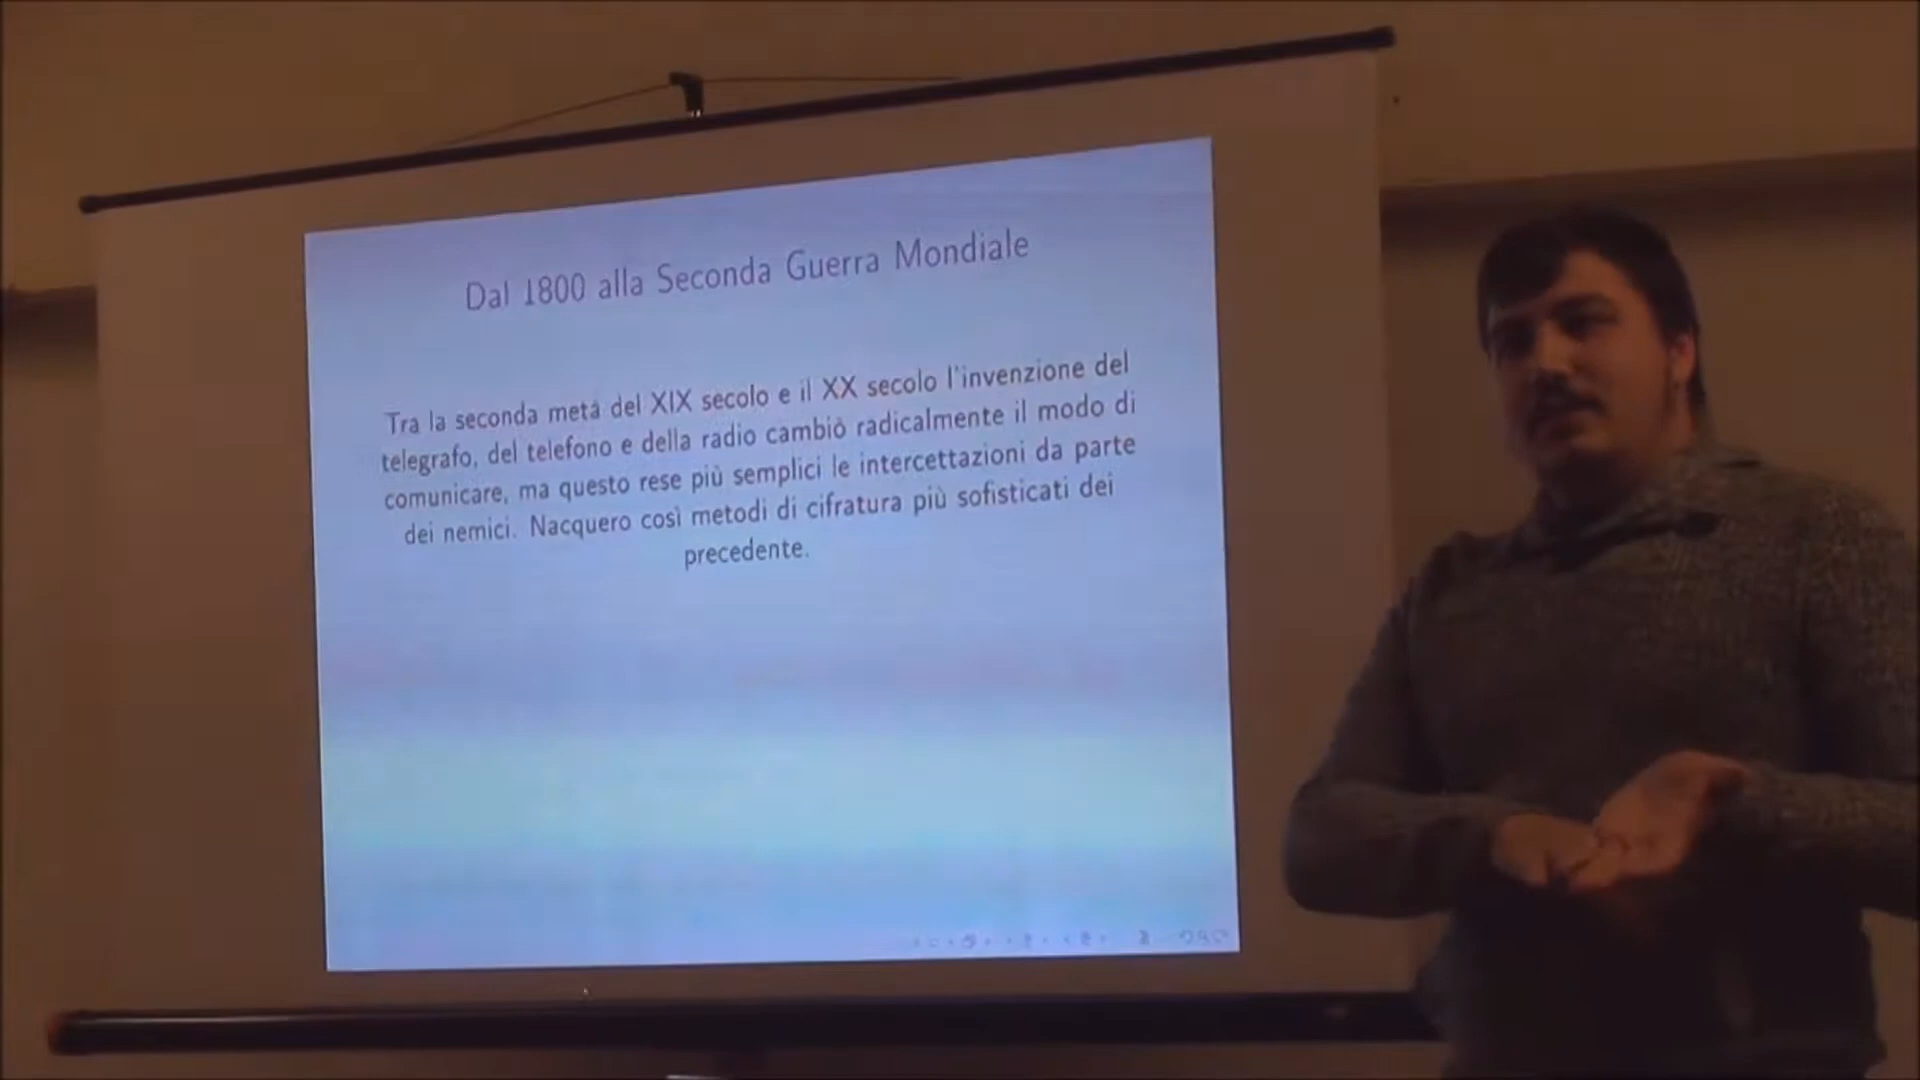 Dal 1800 alla Seconda Guerra Mondiale
Tra la seconda metá del XIX secolo e il XX secolo l'invenzione del
telegrafo, del telefono e della radio cambiò radicalmente il modo di
comunicare, ma questo rese più semplici le intercettazioni da parte
dei nemici. Nacquero così metodi di cifratura più sofisticati dei
precedente.